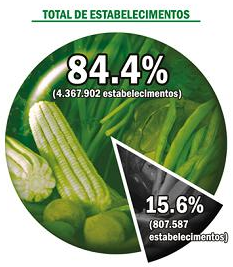 TOTAL DE ESTABELECIMENTOS
84.4%
(4.367.902 estabelecimentos)
15.6%
(807.587
estabelecimentos)